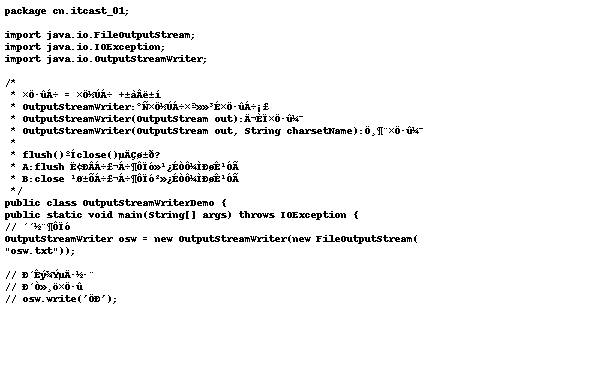 package cn.itcast_01;
import java.io.FileOutputStream;
import java.io.IOException;
import java.io.OutputStreamWriter;
/*
* ×Ö·ûÁ÷ = ×Ö½ÚÁ÷ +±àÂë±í
* OutputStreamWriter:°Ñ×Ö½ÚÁ÷×ª»»³É×Ö·ûÁ÷¡£
* OutputStreamWriter(OutputStream out):Ä¬ÈÏ×Ö·û¼¯
* OutputStreamWriter(OutputStream out, String charsetName):Ö¸¶¨×Ö·û¼¯
*
* flush()ºÍclose()µÄÇø±ð?
* A:flush Ë¢ÐÂÁ÷£¬Á÷¶ÔÏó»¹¿ÉÒÔ¼ÌÐøÊ¹ÓÃ
* B:close ¹Ø±ÕÁ÷£¬Á÷¶ÔÏó²»¿ÉÒÔ¼ÌÐøÊ¹ÓÃ
*/
public class OutputStreamWriterDemo {
public static void main(String[] args) throws IOException {
// ´´½¨¶ÔÏó
OutputStreamWriter osw = new OutputStreamWriter(new FileOutputStream(
"osw.txt"));
// Ð´Êý¾ÝµÄ·½·¨
// Ð´Ò»¸ö×Ö·û
// osw.write('ÖÐ');